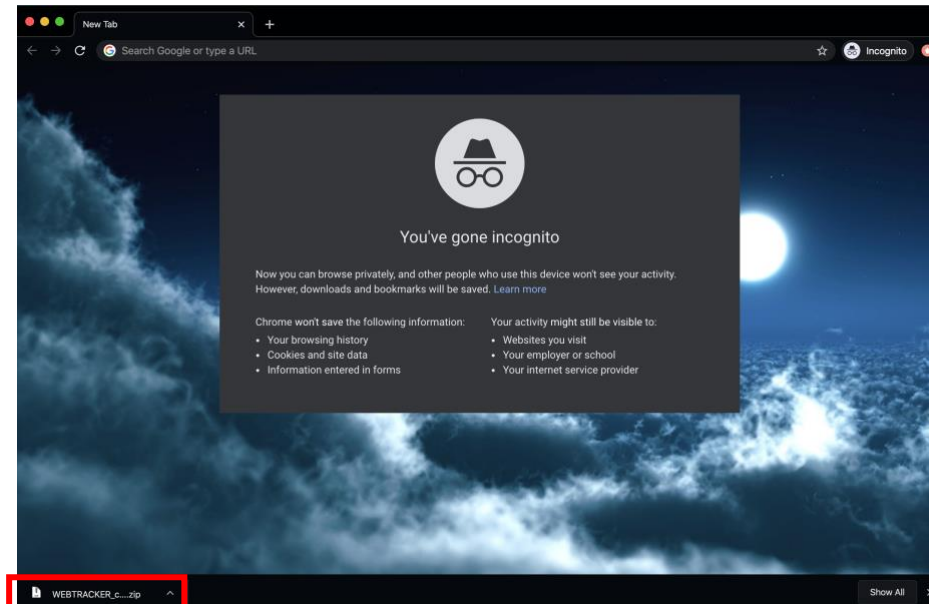 New Tab
Search Google or type a URL
Incognito
You've gone incognito
Now you can browse privately, and other people who use this device won't see your activity.
However, downloads and bookmarks will be saved. Learn more
Chrome won't save the following information:
• Your browsing history
• Cookies and site data
• Information entered in forms
Your activity might still be visible to:
• Websites you visit
• Your employer or school
• Your internet service provider
WEBTRACKER_c....zip
Show All